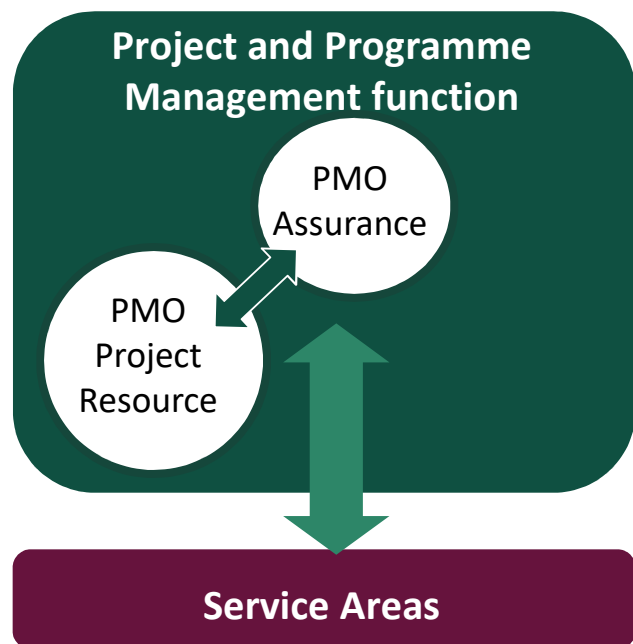 Project and Programme
Management function
PMO
Assurance
PMO
Project
Resource
Service Areas